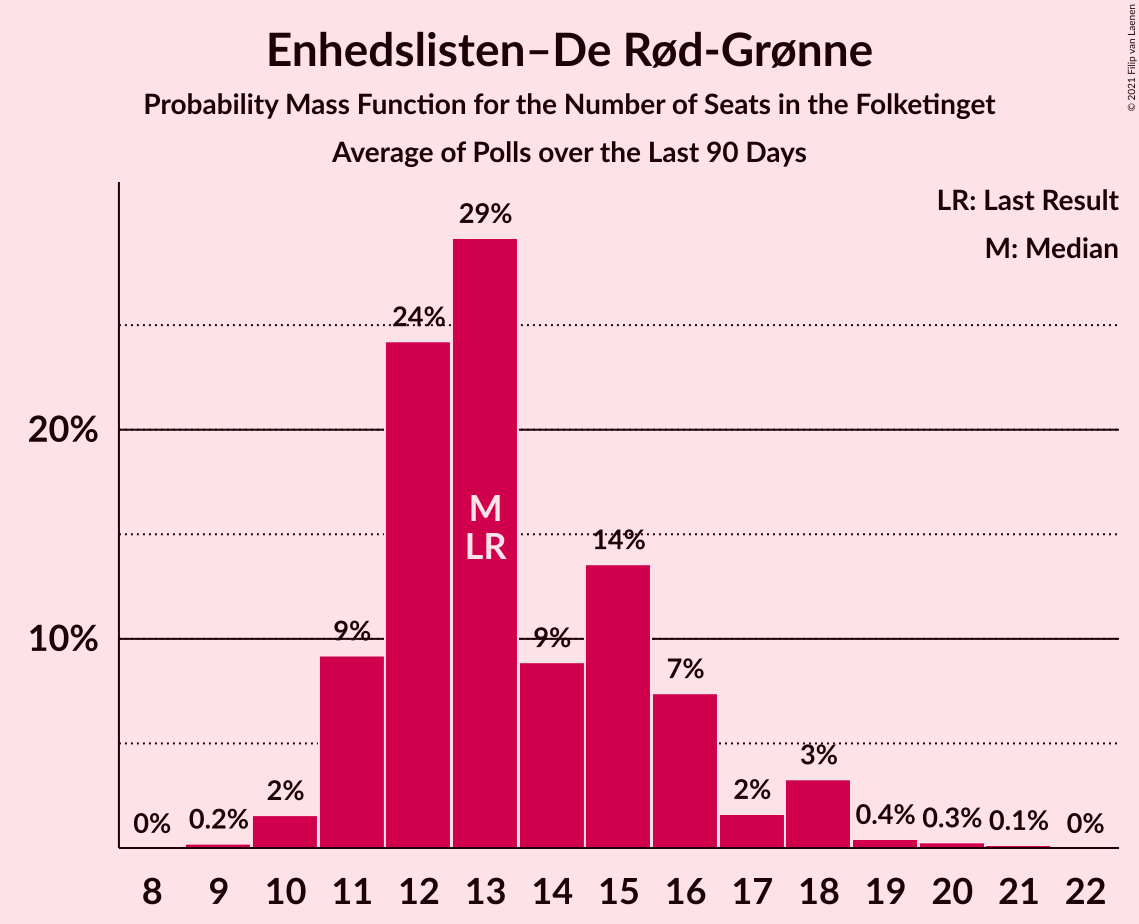 Enhedslisten–De Rød-Grønne
Probability Mass Function for the Number of Seats in the Folketinget
Average of Polls over the Last 90 Days
© 2021 Filip van Laenen
LR: Last Result
M: Median
29%
24%
20%
M
LR
14%
10%
9%
9%
7%
3%
2%
2%
0%
0.2%
0.4%
0.3%
0.1%
0%
8 9 10 11 12 13 14 15 16 17 18 19 20 21 22